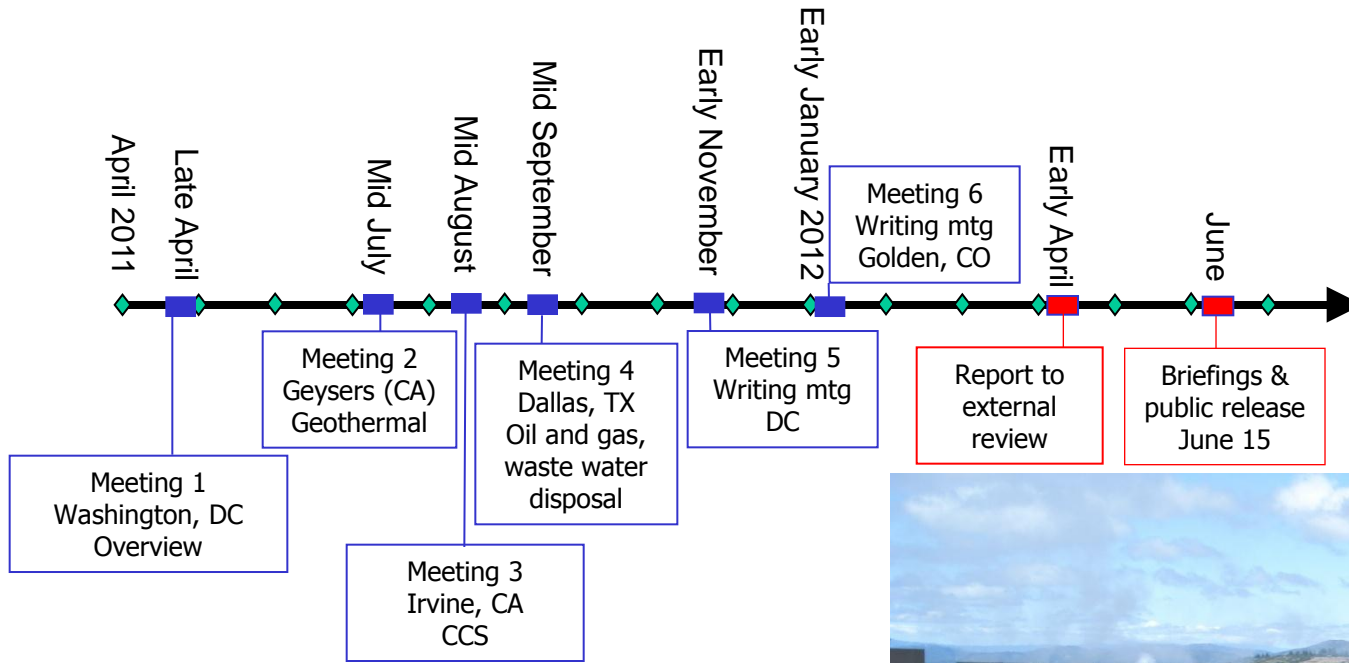 April 2011
Late April
Mid July
Mid August
Mid September
Early November
Early January 2012
Early April
June
Meeting 1
Washington, DC
Overview
Meeting 2
Geysers (CA)
Geothermal
Meeting 3
Irvine, CA
CCS
Meeting 4
Dallas, TX
Oil and gas,
waste water
disposal
Meeting 5
Writing mtg
DC
Meeting 6
Writing mtg
Golden, CO
Report to
external
review
Briefings &
public release
June 15